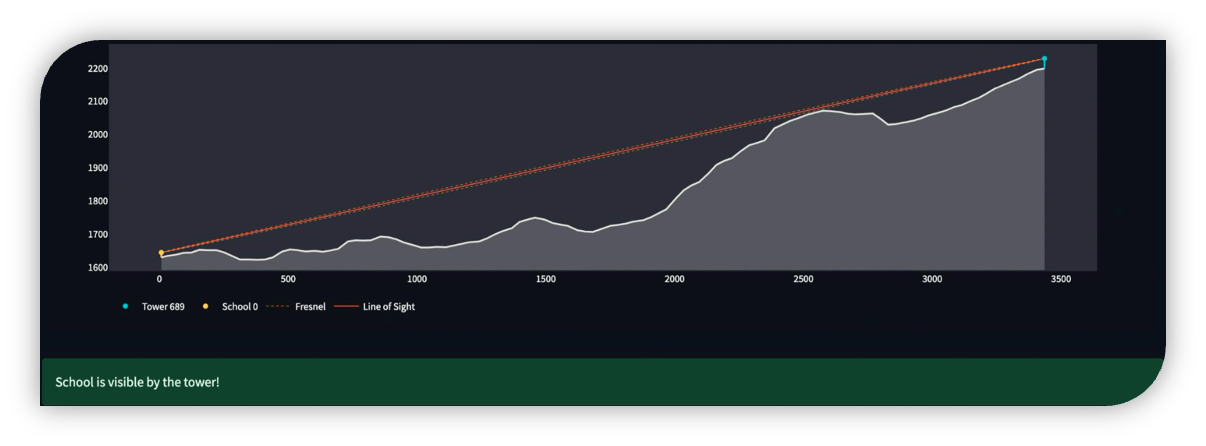 2200
2100
2000
1900
1800
1700
1600
0 500 1000 1500 2000 2500 3000 3500
Tower 689 School 0 Fresnel Line of Sight
School is visible by the tower!